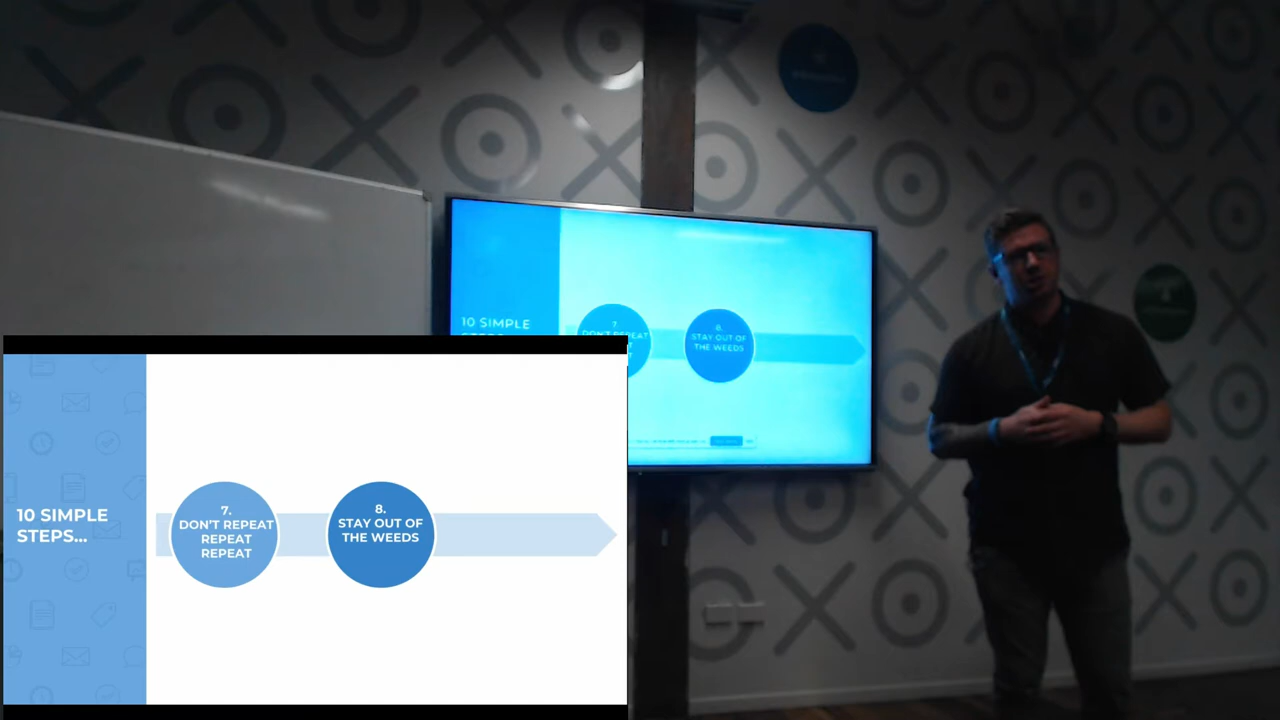 10 SIMPLE
8.
STAY OUT OF
THE WEEDS
10 SIMPLE
STEPS...
7.
DON'T REPEAT
REPEAT
REPEAT
8.
STAY OUT OF
THE WEEDS